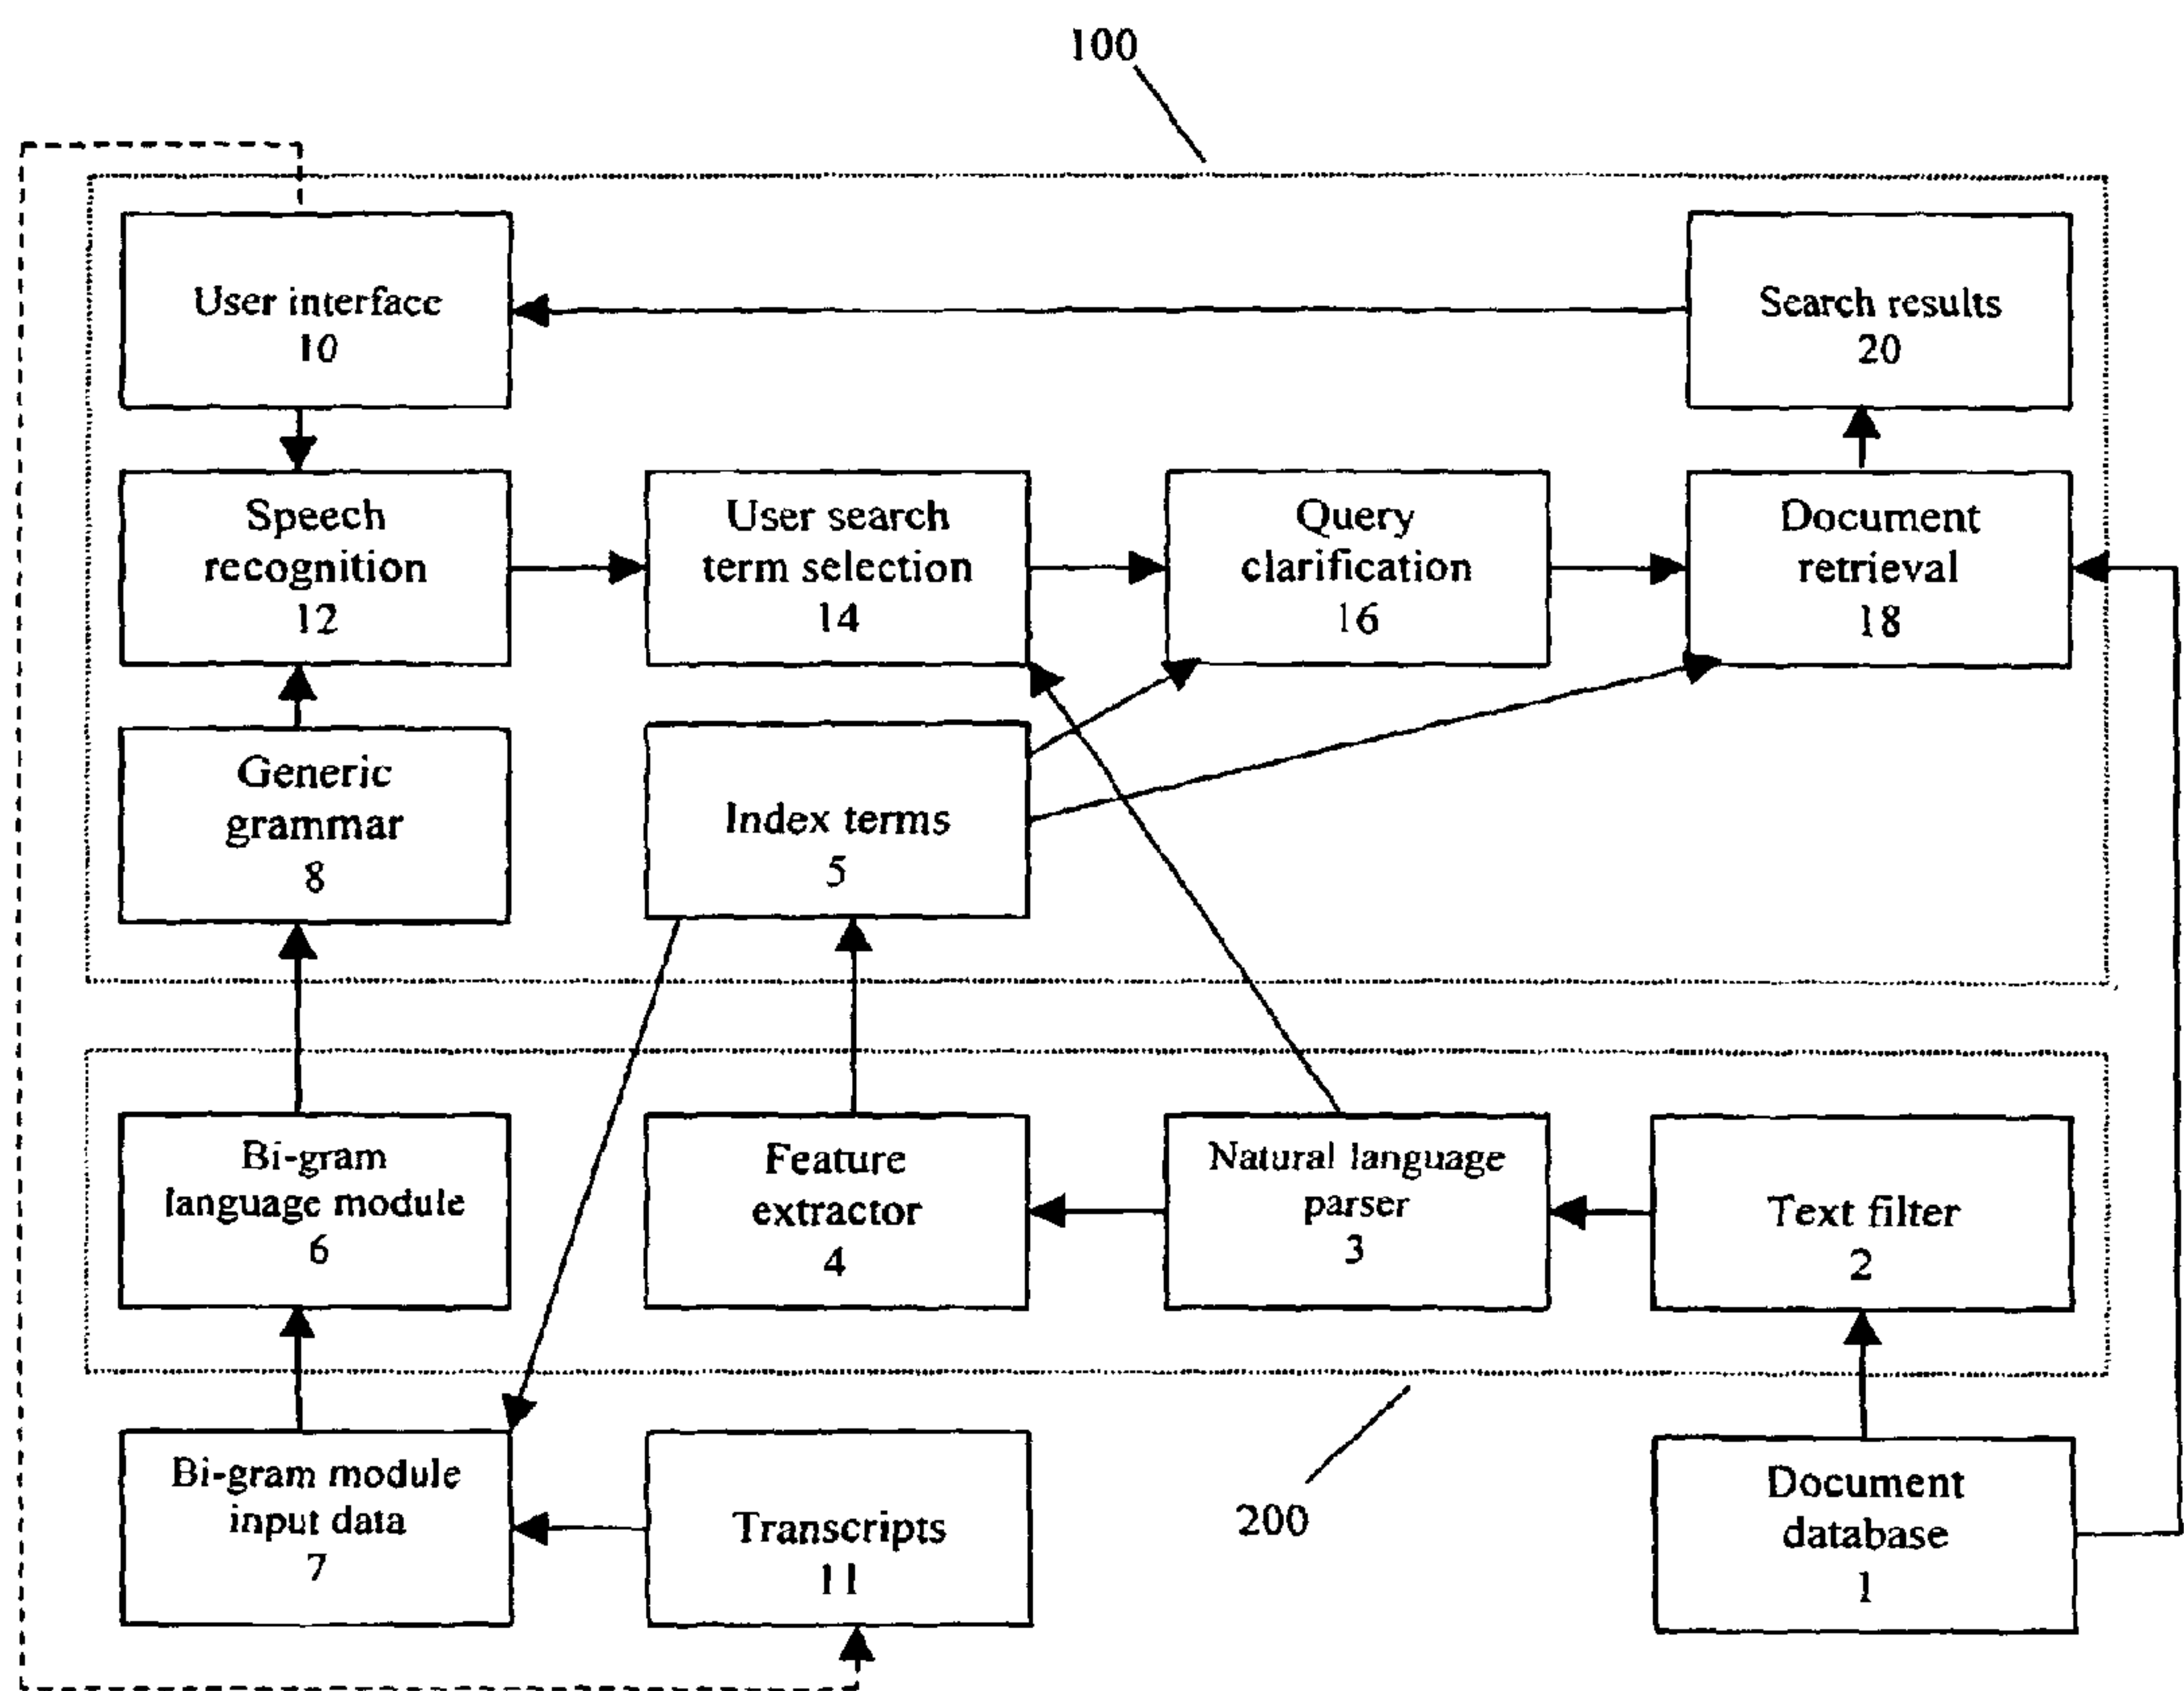 100
User interface
10
Search results
20
Speech
recognition
12
User search
term selection
14
Query
clarification
16
Document
retrieval
18
Generic
grammar
8
Index terms
5
Bi-gram
language module
6
Feature
extractor
4
Natural language
parser
3
Text filter
2
Bi-gram module
input data
7
Transcripts
11
200
Document
database
1